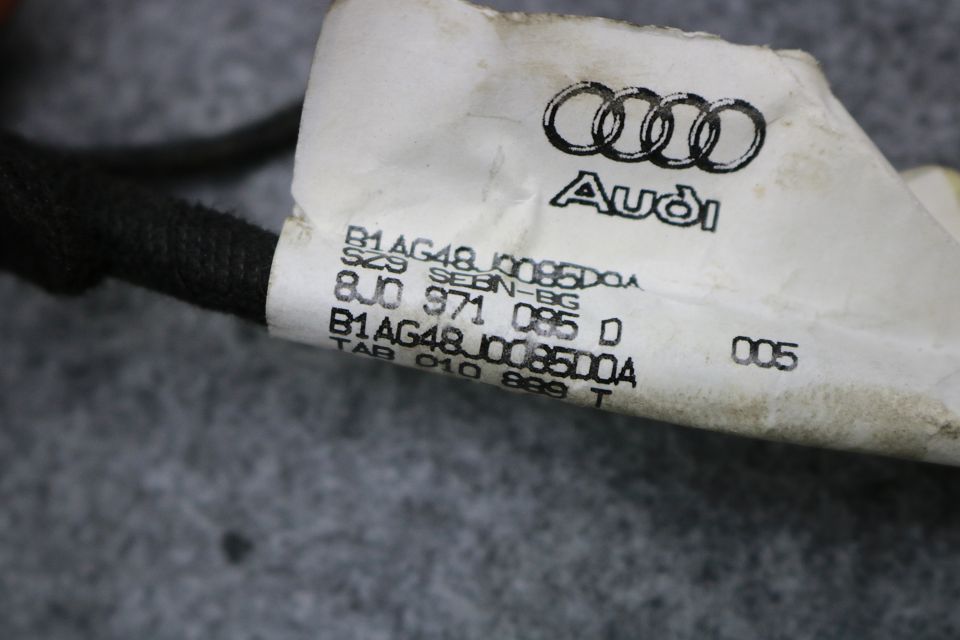 Audi
B1AG48J0085D0A
SZ9 SEBN-BG
8J0 971 085 D 005
B1AG48J0085D0A
TAB 010 889 T